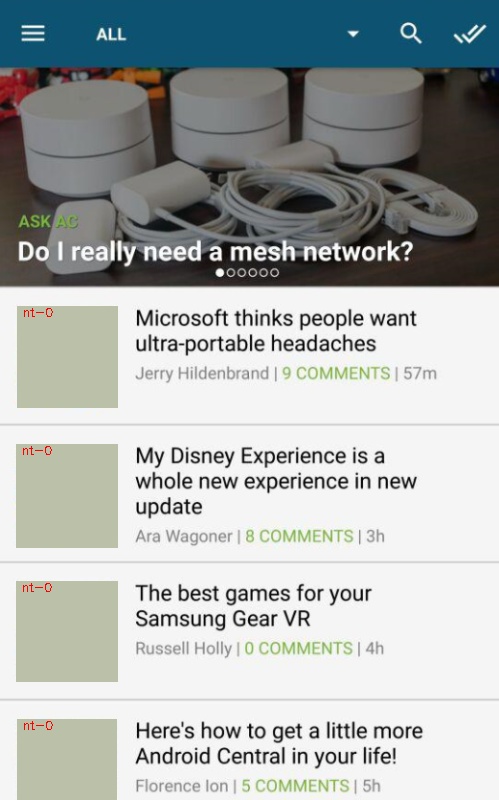 ALL
ASK AC
Do I really need a mesh network?
nt-0
Microsoft thinks people want
ultra-portable headaches
Jerry Hildenbrand | 9 COMMENTS | 57m
nt-0
My Disney Experience is a
whole new experience in new
update
Ara Wagoner | 8 COMMENTS | 3h
nt-0
The best games for your
Samsung Gear VR
Russell Holly | 0 COMMENTS | 4h
nt-0
Here's how to get a little more
Android Central in your life!
Florence Ion | 5 COMMENTS | 5h